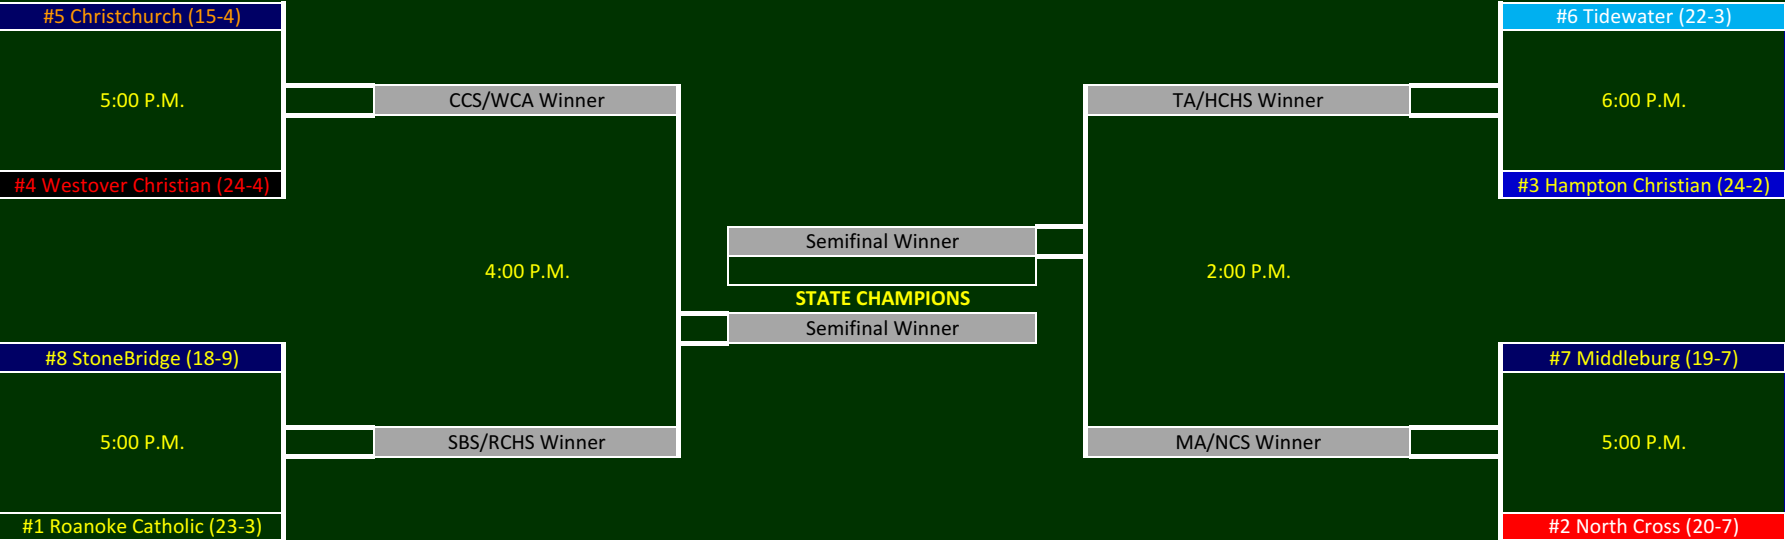 #5 Christchurch (15-4)
5:00 P.M.
#4 Westover Christian (24-4)
CCS/WCA Winner
4:00 P.M.
#8 StoneBridge (18-9)
5:00 P.M.
#1 Roanoke Catholic (23-3)
SBS/RCHS Winner
Semifinal Winner
STATE CHAMPIONS
Semifinal Winner
#6 Tidewater (22-3)
6:00 P.M.
#3 Hampton Christian (24-2)
TA/HCHS Winner
2:00 P.M.
MA/NCS Winner
#7 Middleburg (19-7)
5:00 P.M.
#2 North Cross (20-7)